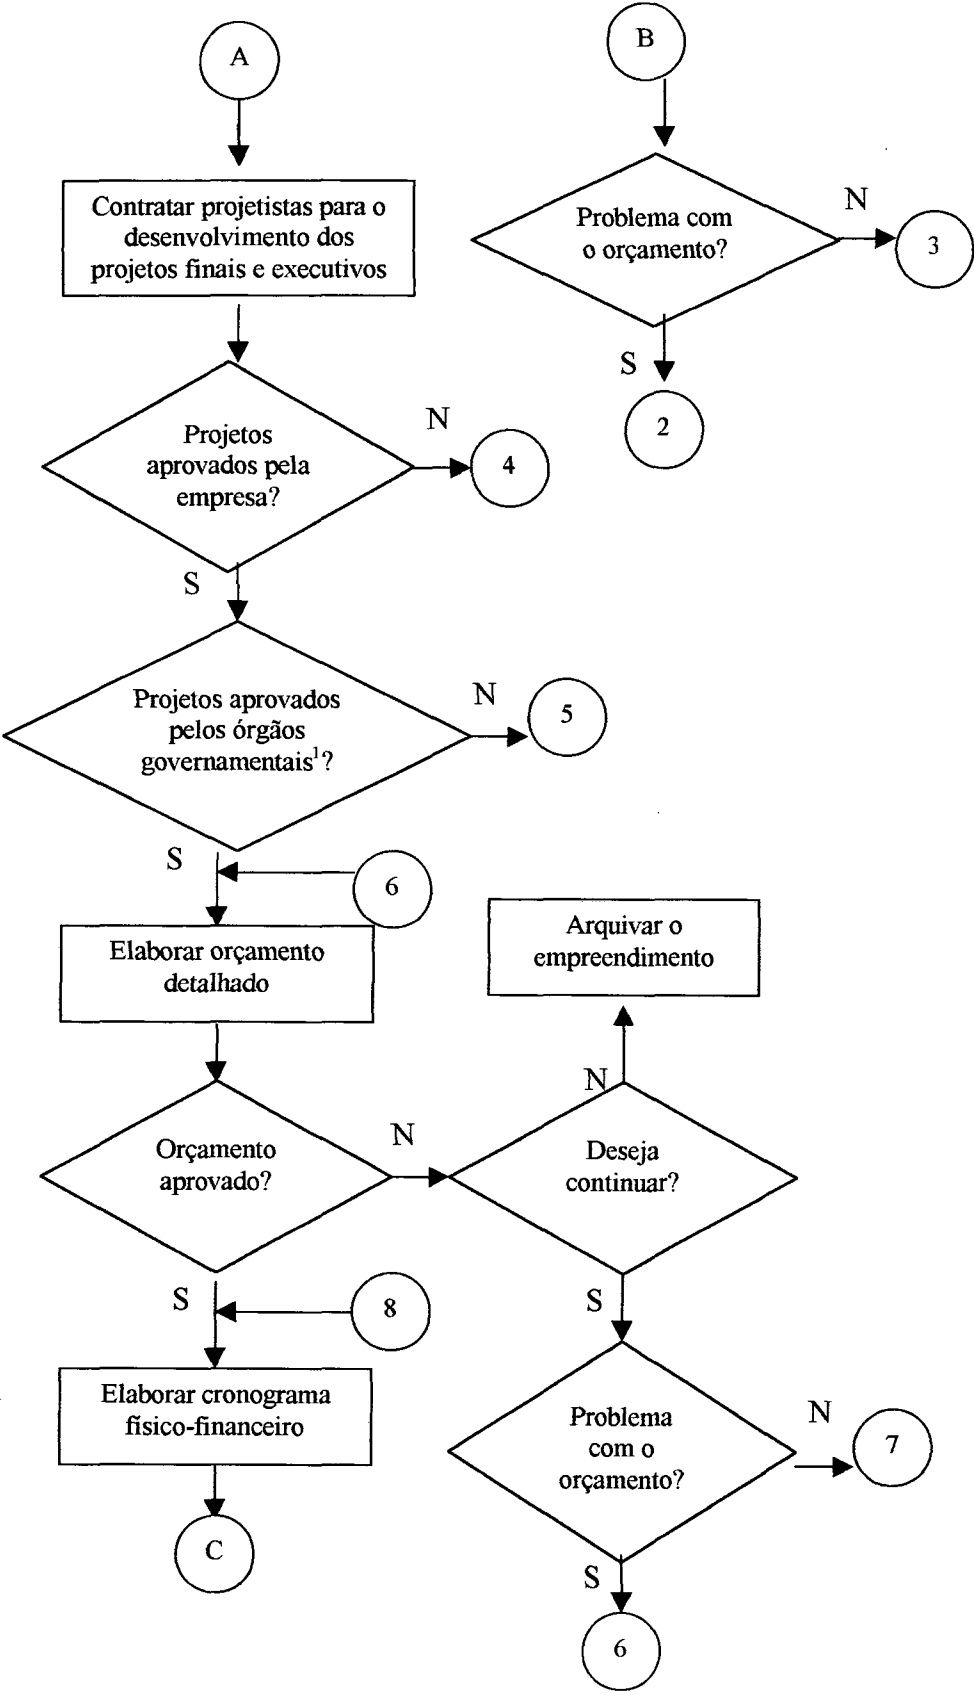 A
B
Contratar projetistas para o
desenvolvimento dos
projetos finais e executivos
Problema com
o orçamento?
N
3
S
2
Projetos
aprovados pela
empresa?
N
4
S
Projetos aprovados
pelos órgãos
governamentais¹?
N
5
S
6
Elaborar orçamento
detalhado
Arquivar o
empreendimento
N
Orçamento
aprovado?
N
Deseja
continuar?
S
8
S
Elaborar cronograma
físico-financeiro
Problema
com o
orçamento?
N
7
C
S
6